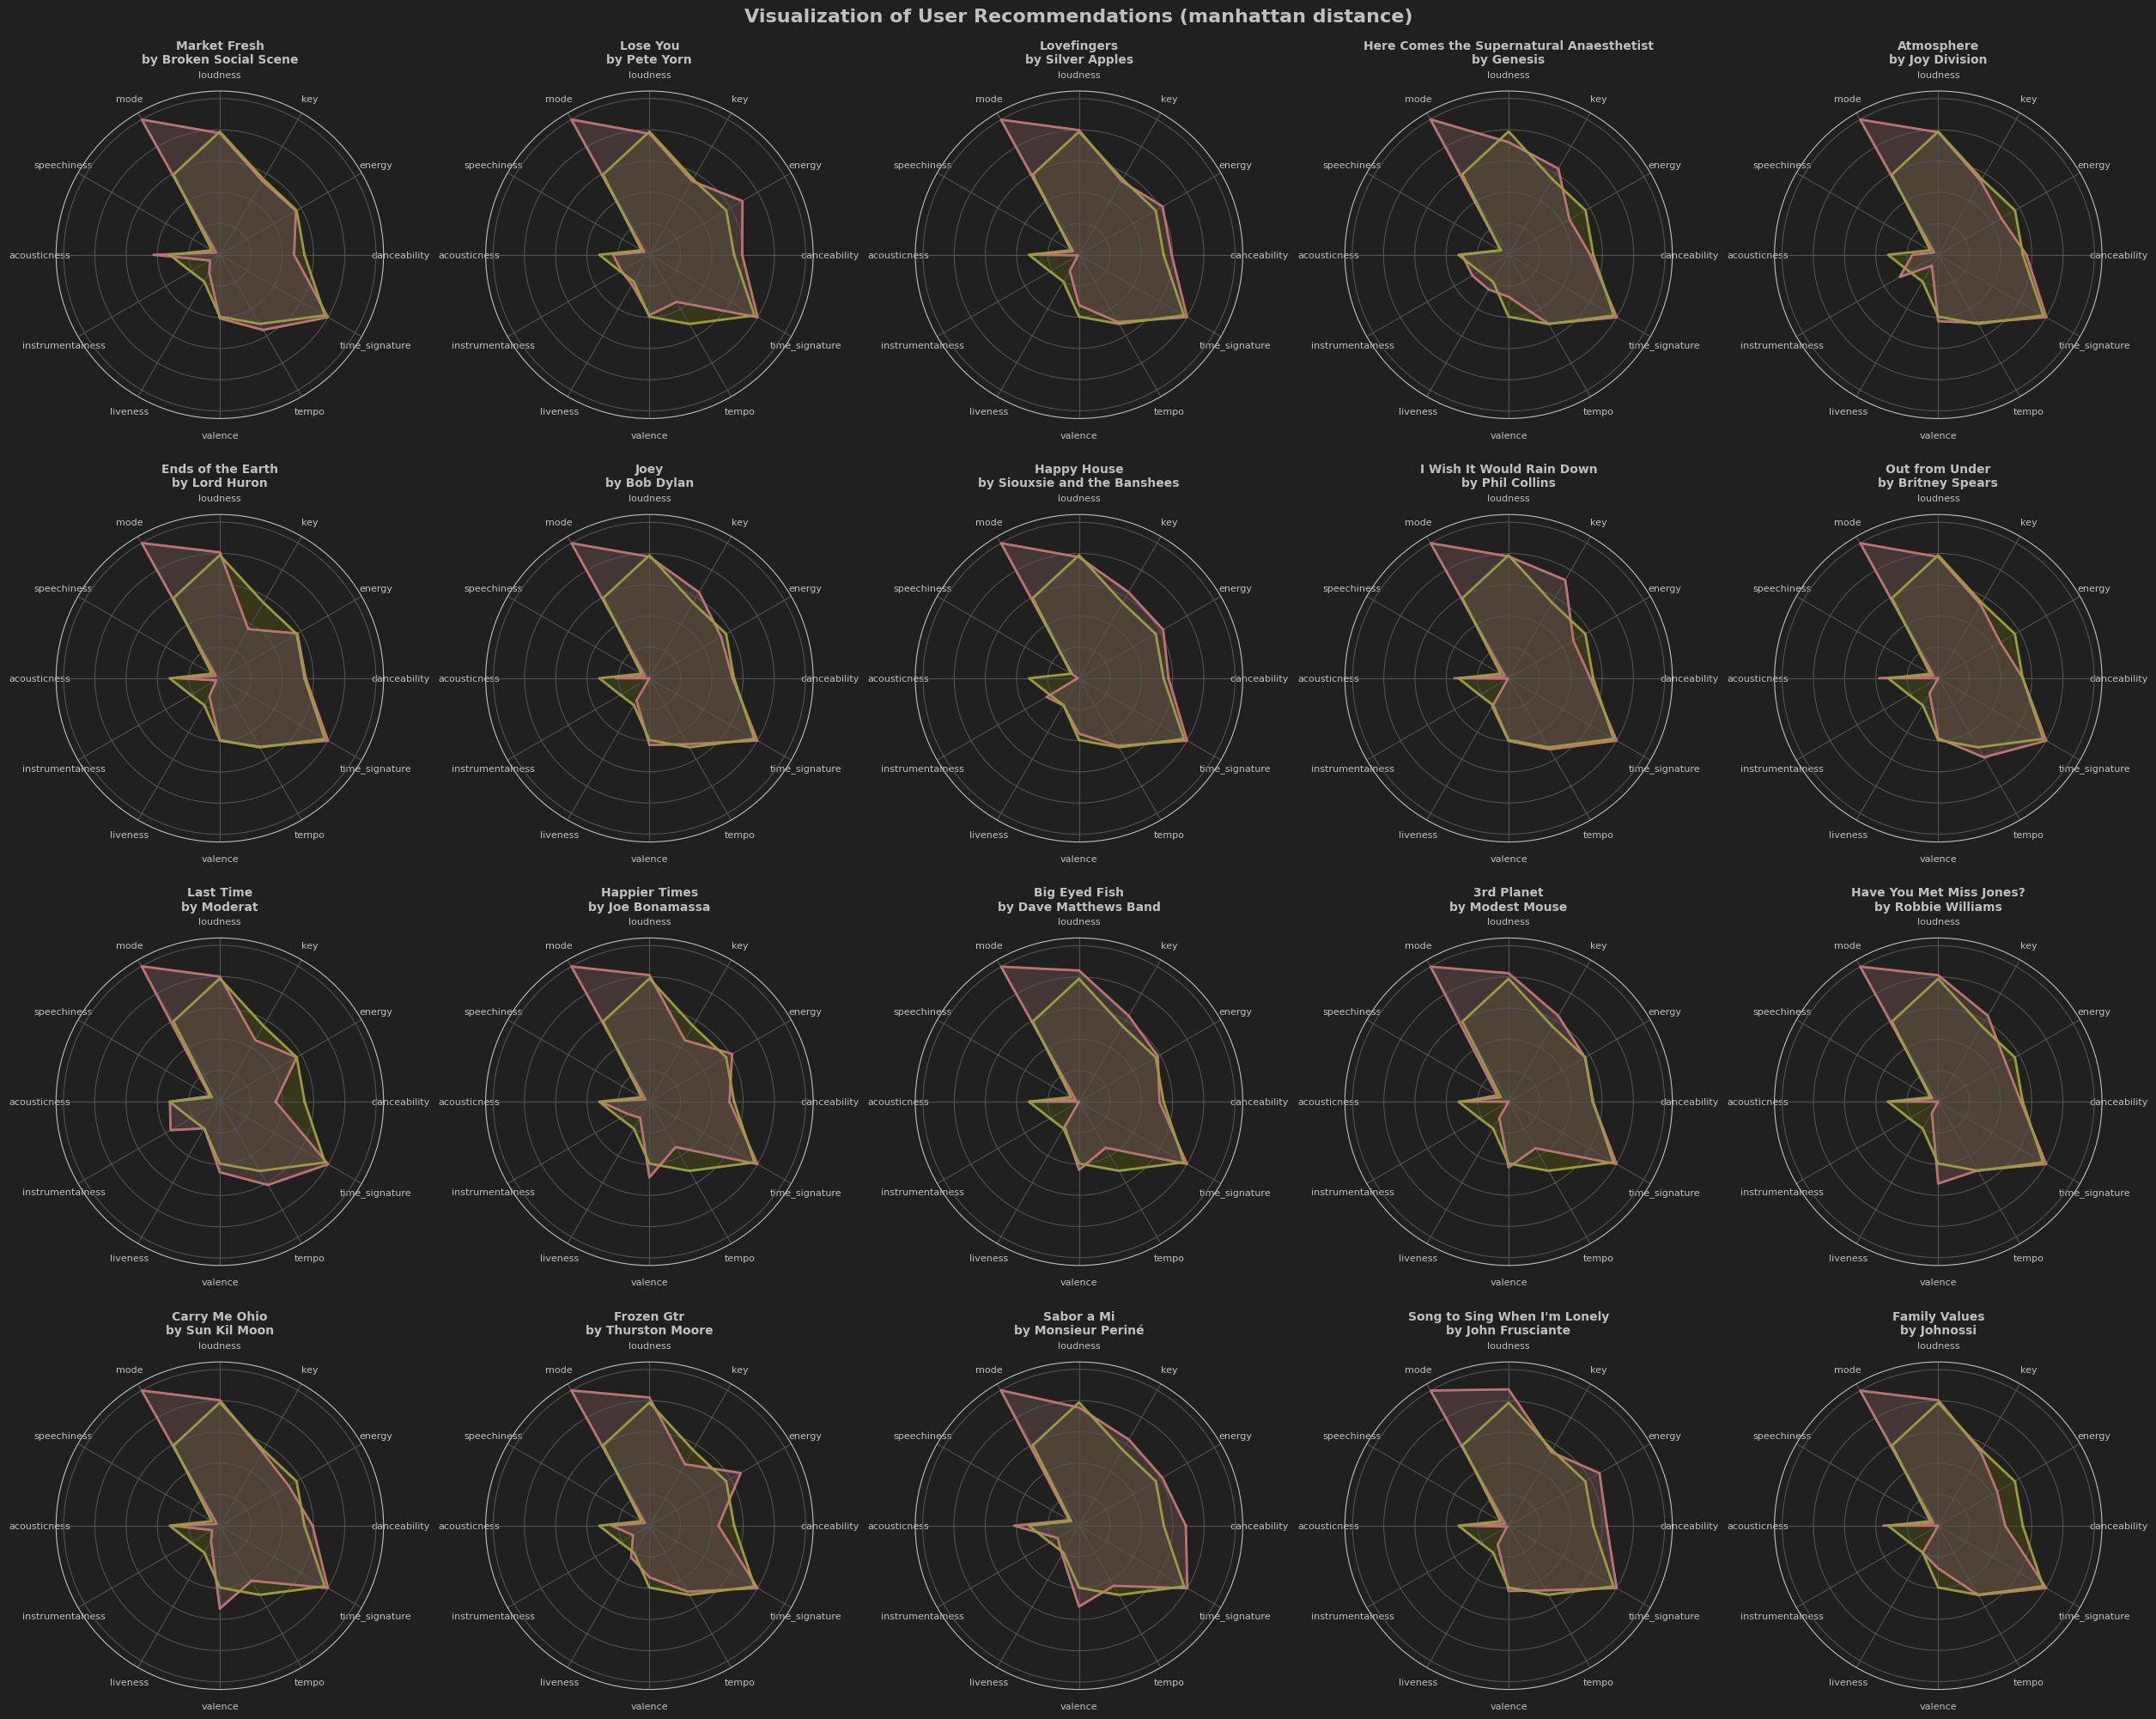 Visualization of User Recommendations (manhattan distance)
Market Fresh
by Broken Social Scene
loudness
mode
key
speechiness
energy
acousticness
danceability
instrumentalness
time_signature
liveness
tempo
valence
Lose You
by Pete Yorn
loudness
mode
key
speechiness
energy
acousticness
danceability
instrumentalness
time_signature
liveness
tempo
valence
Lovefingers
by Silver Apples
loudness
mode
key
speechiness
energy
acousticness
danceability
instrumentalness
time_signature
liveness
tempo
valence
Here Comes the Supernatural Anaesthetist
by Genesis
loudness
mode
key
speechiness
energy
acousticness
danceability
instrumentalness
time_signature
liveness
tempo
valence
Atmosphere
by Joy Division
loudness
mode
key
speechiness
energy
acousticness
danceability
instrumentalness
time_signature
liveness
tempo
valence
Ends of the Earth
by Lord Huron
loudness
mode
key
speechiness
energy
acousticness
danceability
instrumentalness
time_signature
liveness
tempo
valence
Joey
by Bob Dylan
loudness
mode
key
speechiness
energy
acousticness
danceability
instrumentalness
time_signature
liveness
tempo
valence
Happy House
by Siouxsie and the Banshees
loudness
mode
key
speechiness
energy
acousticness
danceability
instrumentalness
time_signature
liveness
tempo
valence
I Wish It Would Rain Down
by Phil Collins
loudness
mode
key
speechiness
energy
acousticness
danceability
instrumentalness
time_signature
liveness
tempo
valence
Out from Under
by Britney Spears
loudness
mode
key
speechiness
energy
acousticness
danceability
instrumentalness
time_signature
liveness
tempo
valence
Last Time
by Moderat
loudness
mode
key
speechiness
energy
acousticness
danceability
instrumentalness
time_signature
liveness
tempo
valence
Happier Times
by Joe Bonamassa
loudness
mode
key
speechiness
energy
acousticness
danceability
instrumentalness
time_signature
liveness
tempo
valence
Big Eyed Fish
by Dave Matthews Band
loudness
mode
key
speechiness
energy
acousticness
danceability
instrumentalness
time_signature
liveness
tempo
valence
3rd Planet
by Modest Mouse
loudness
mode
key
speechiness
energy
acousticness
danceability
instrumentalness
time_signature
liveness
tempo
valence
Have You Met Miss Jones?
by Robbie Williams
loudness
mode
key
speechiness
energy
acousticness
danceability
instrumentalness
time_signature
liveness
tempo
valence
Carry Me Ohio
by Sun Kil Moon
loudness
mode
key
speechiness
energy
acousticness
danceability
instrumentalness
time_signature
liveness
tempo
valence
Frozen Gtr
by Thurston Moore
loudness
mode
key
speechiness
energy
acousticness
danceability
instrumentalness
time_signature
liveness
tempo
valence
Sabor a Mi
by Monsieur Periné
loudness
mode
key
speechiness
energy
acousticness
danceability
instrumentalness
time_signature
liveness
tempo
valence
Song to Sing When I'm Lonely
by John Frusciante
loudness
mode
key
speechiness
energy
acousticness
danceability
instrumentalness
time_signature
liveness
tempo
valence
Family Values
by Johnossi
loudness
mode
key
speechiness
energy
acousticness
danceability
instrumentalness
time_signature
liveness
tempo
valence